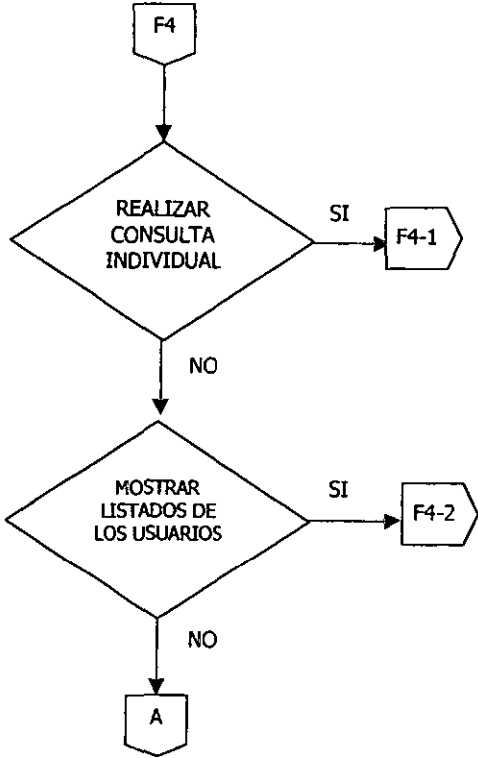 F4
REALIZAR
CONSULTA
INDIVIDUAL
SI
F4-1
NO
MOSTRAR
LISTADOS DE
LOS USUARIOS
SI
F4-2
NO
A